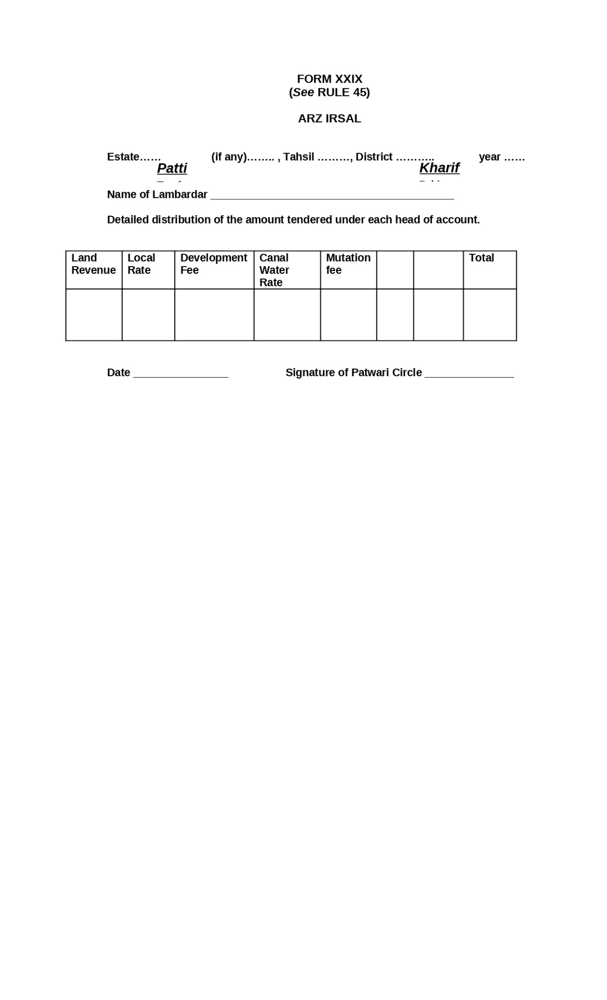 FORM XXIX
(See RULE 45)
ARZ IRSAL
Estate…… (if any)…….. , Tahsil ………, District ……….. year ……
Patti Kharif
Name of Lambardar ________________________________________
Detailed distribution of the amount tendered under each head of account.
Land Revenue Local Rate Development Fee Canal Water Rate Mutation fee Total
Date ________________ Signature of Patwari Circle _______________